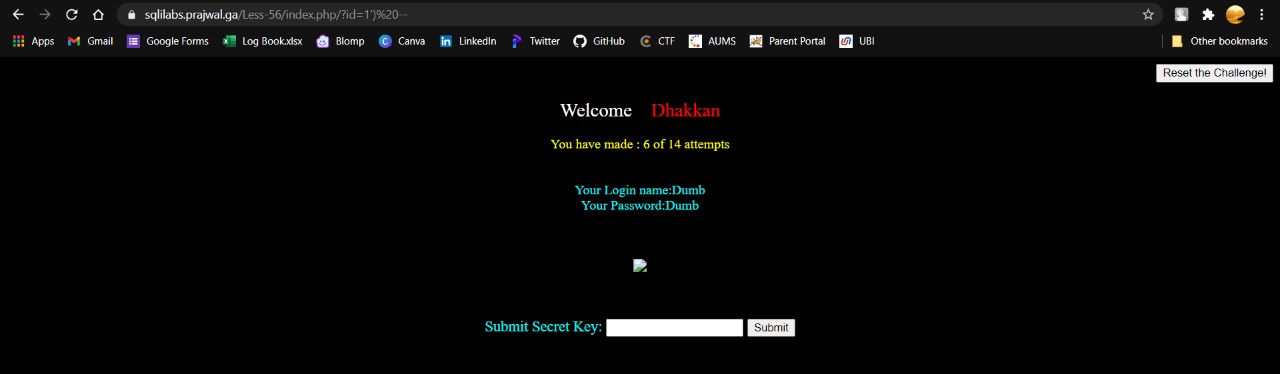 sqlilabs.prajwal.ga/Less-56/index.php/?id=1')%20--
Apps Gmail Google Forms Log Book.xlsx Blomp Canva LinkedIn Twitter GitHub CTF AUMS Parent Portal UBI Other bookmarks
Reset the Challenge!
Welcome Dhakkan
You have made : 6 of 14 attempts
Your Login name:Dumb
Your Password:Dumb
Submit Secret Key: Submit